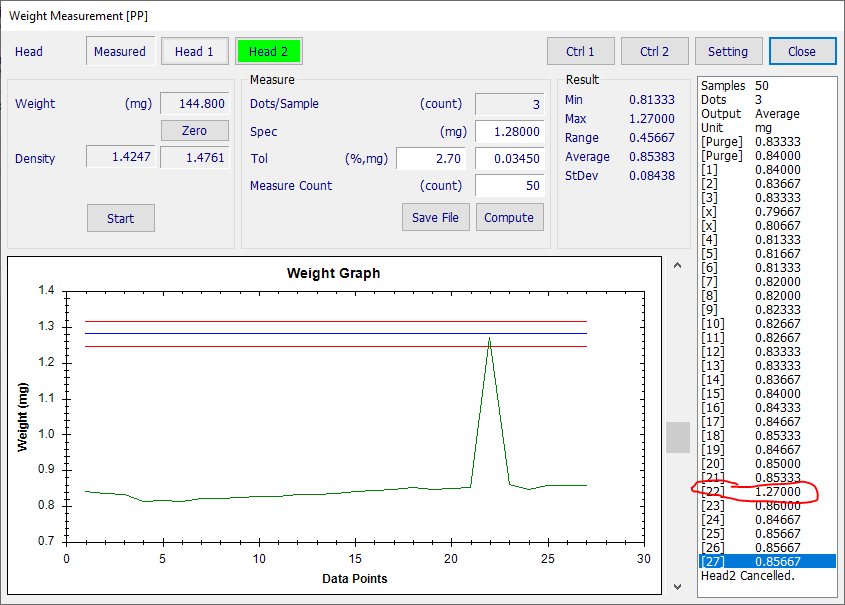 Weight Measurement [PP]
Head Measured Head 1 Head 2 Ctrl 1 Ctrl 2 Setting Close
Weight (mg) 144.800
Zero
Density 1.4247 1.4761
Start
Measure
Dots/Sample (count) 3
Spec (mg) 1.28000
Tol (%,mg) 2.70 0.03450
Measure Count (count) 50
Save File Compute
Result
Min 0.81333
Max 1.27000
Range 0.45667
Average 0.85383
StDev 0.08438
Samples 50
Dots 3
Output Average
Unit mg
[Purge] 0.83333
[Purge] 0.84000
[1] 0.84000
[2] 0.83667
[3] 0.83333
[x] 0.79667
[x] 0.80667
[4] 0.81333
[5] 0.81667
[6] 0.81333
[7] 0.82000
[8] 0.82000
[9] 0.82333
[10] 0.82667
[11] 0.82667
[12] 0.83333
[13] 0.83333
[14] 0.83667
[15] 0.84000
[16] 0.84333
[17] 0.84667
[18] 0.85333
[19] 0.84667
[20] 0.85000
[21] 0.85333
[22] 1.27000
[23] 0.86000
[24] 0.84667
[25] 0.85667
[26] 0.85667
[27] 0.85667
Head2 Cancelled.
Weight Graph
Weight (mg)
1.4
1.3
1.2
1.1
1.0
0.9
0.8
0.7
0 5 10 15 20 25 30
Data Points